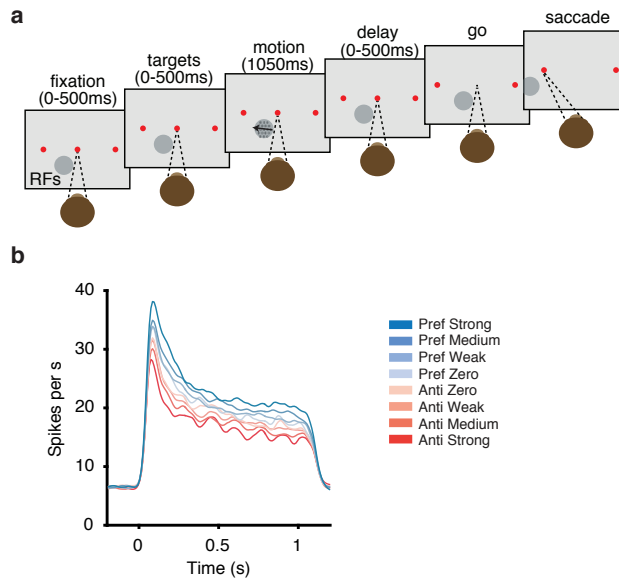 a
fixation
(0-500ms)
targets
(0-500ms)
motion
(1050ms)
delay
(0-500ms)
go
saccade
RFs
b
Spikes per s
40
30
20
10
0
0
0.5
1
Time (s)
Pref Strong
Pref Medium
Pref Weak
Pref Zero
Anti Zero
Anti Weak
Anti Medium
Anti Strong